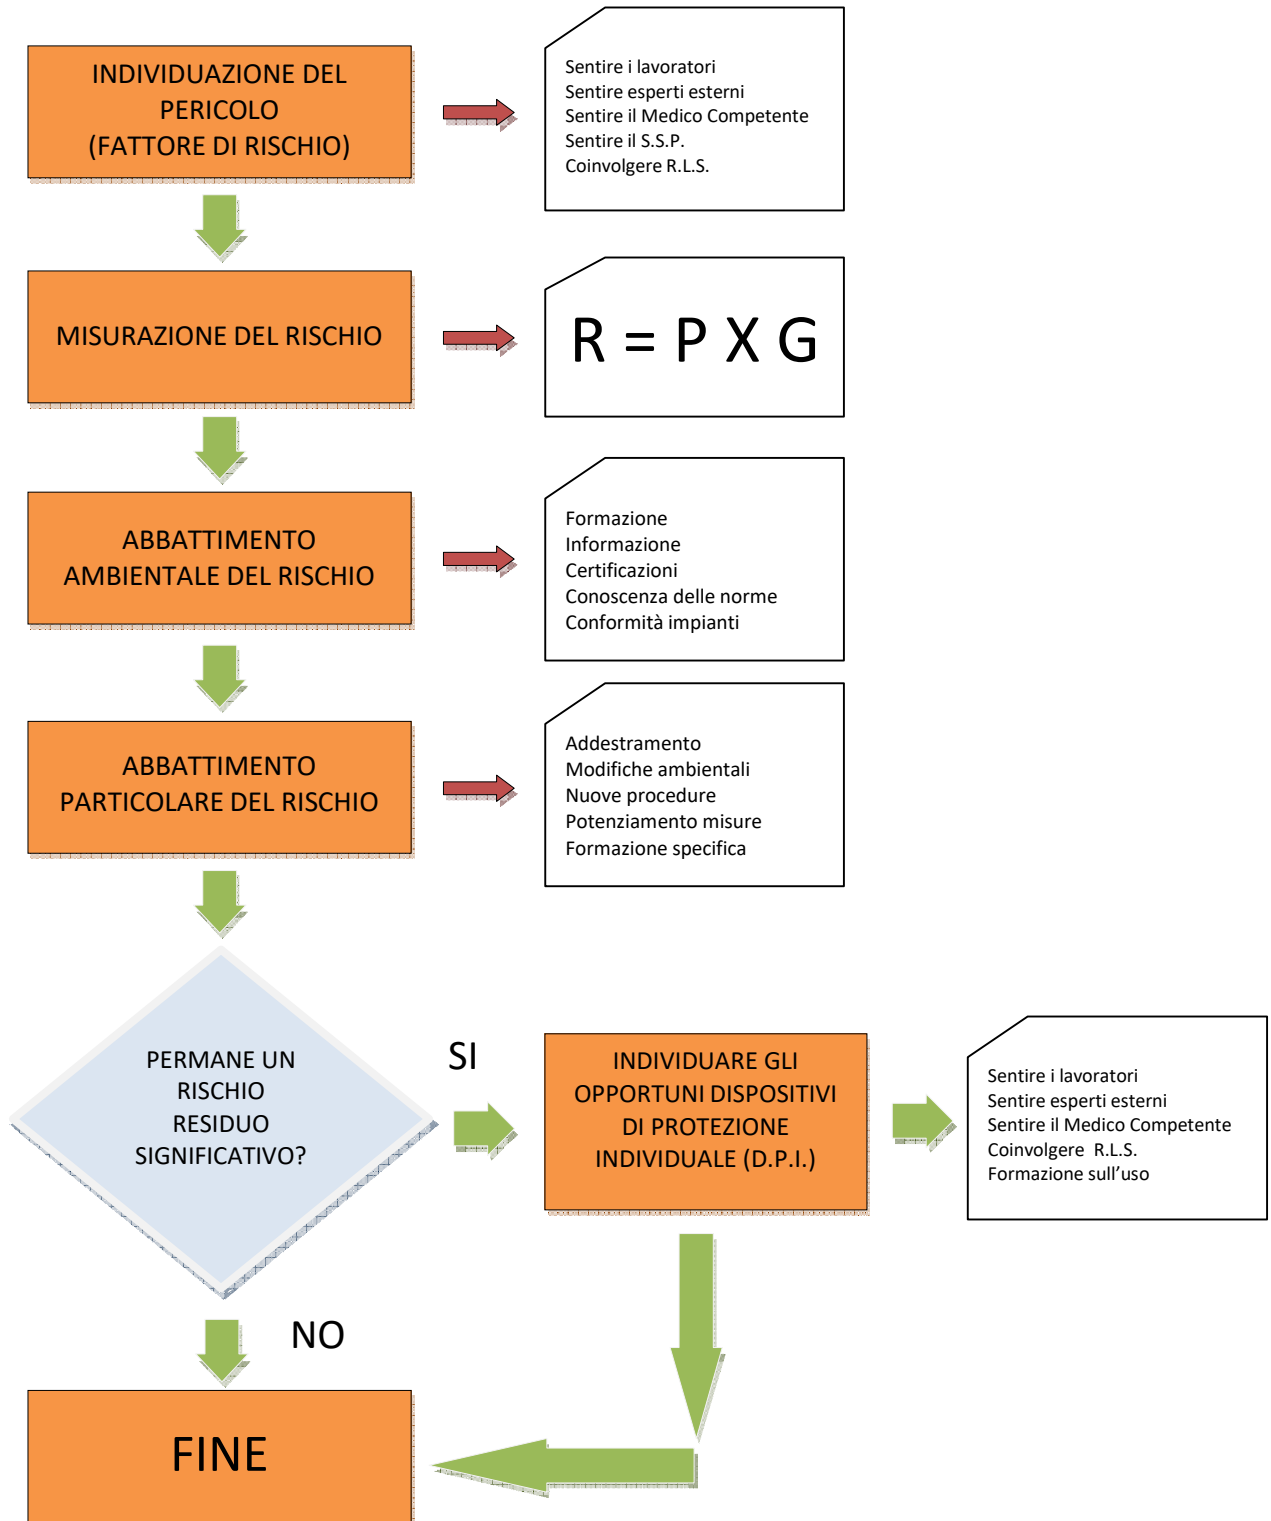 INDIVIDUAZIONE DEL
PERICOLO
(FATTORE DI RISCHIO)
Sentire i lavoratori
Sentire esperti esterni
Sentire il Medico Competente
Sentire il S.S.P.
Coinvolgere R.L.S.
MISURAZIONE DEL RISCHIO
R = P X G
ABBATTIMENTO
AMBIENTALE DEL RISCHIO
Formazione
Informazione
Certificazioni
Conoscenza delle norme
Conformità impianti
ABBATTIMENTO
PARTICOLARE DEL RISCHIO
Addestramento
Modifiche ambientali
Nuove procedure
Potenziamento misure
Formazione specifica
PERMANE UN
RISCHIO
RESIDUO
SIGNIFICATIVO?
SI
INDIVIDUARE GLI
OPPORTUNI DISPOSITIVI
DI PROTEZIONE
INDIVIDUALE (D.P.I.)
Sentire i lavoratori
Sentire esperti esterni
Sentire il Medico Competente
Coinvolgere R.L.S.
Formazione sull'uso
NO
FINE